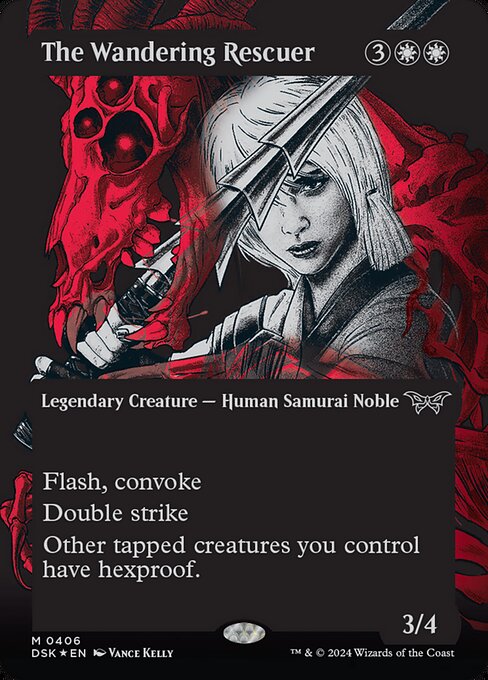 The Wandering Rescuer 3
Legendary Creature — Human Samurai Noble
Flash, convoke
Double strike
Other tapped creatures you control
have hexproof.
3/4
M 0406
DSK ★ EN VANCE KELLY
™ & © 2024 Wizards of the Coast